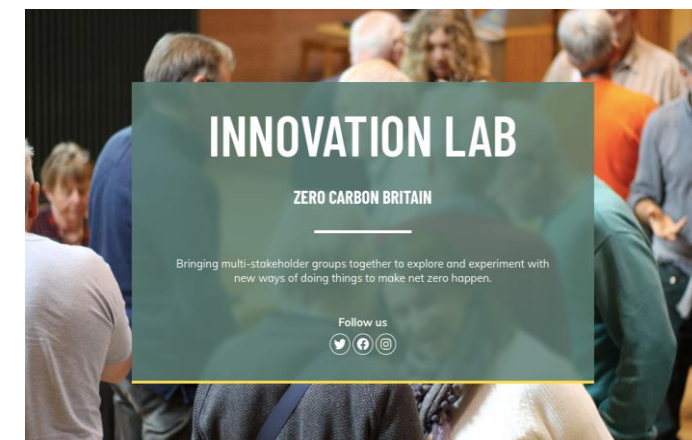 INNOVATION LAB
ZERO CARBON BRITAIN
Bringing multi-stakeholder groups together to explore and experiment with
new ways of doing things to make net zero happen.
Follow us